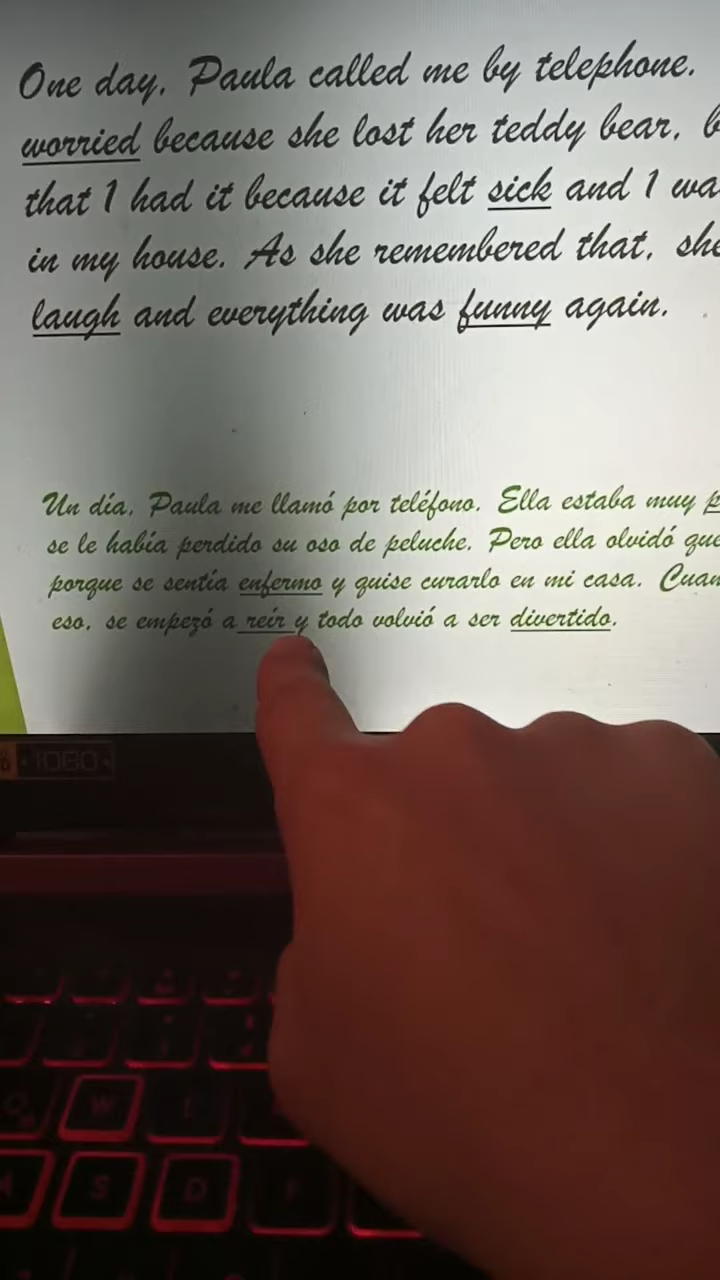 One day, Paula called me by telephone.
worried because she lost her teddy bear,
that I had it because it felt sick and I
in my house. As she remembered that, she
laugh and everything was funny again.
Un día, Paula me llamó por teléfono. Ella estaba muy
se le había perdido su oso de peluche. Pero ella olvidó que
porque se sentía enfermo y quise curarlo en mi casa.
eso, se empezó a reír y todo volvió a ser divertido.
1080
W
S
D